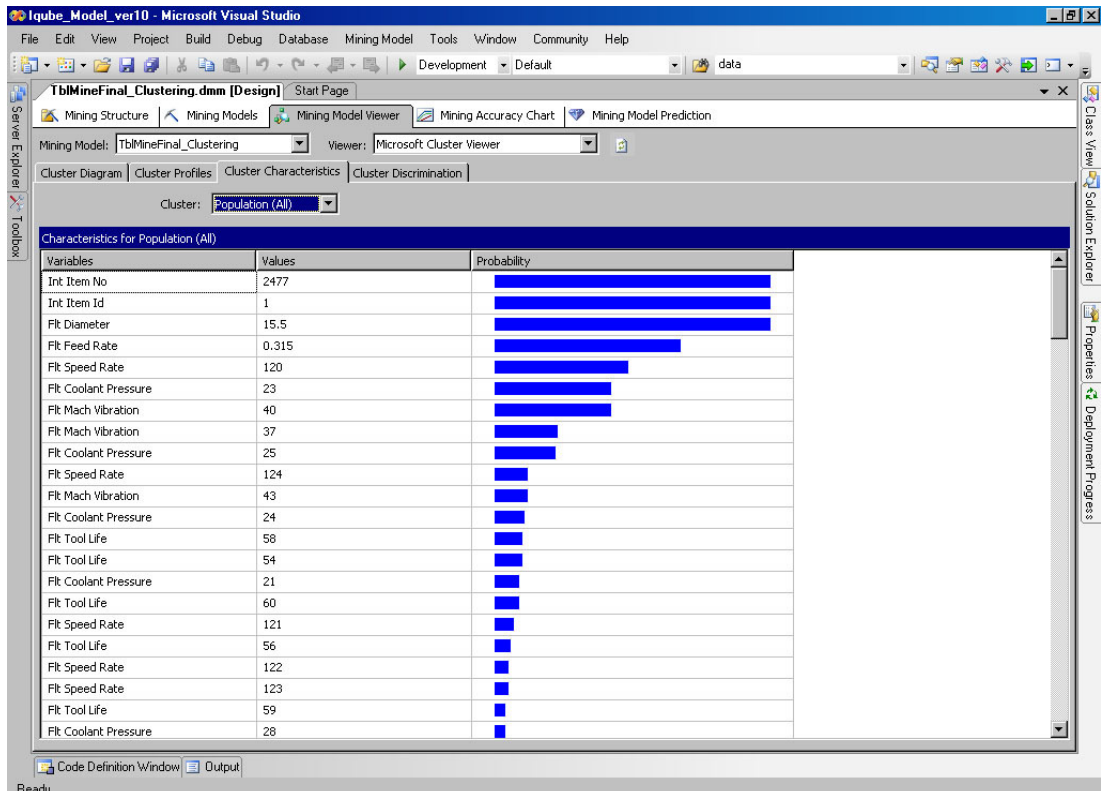 Iqube_Model_ver10 - Microsoft Visual Studio
File Edit View Project Build Debug Database Mining Model Tools Window Community Help
Development Default data
TblMineFinal_Clustering.dmm [Design] Start Page
Mining Structure Mining Models Mining Model Viewer Mining Accuracy Chart Mining Model Prediction
Mining Model: TblMineFinal_Clustering Viewer: Microsoft Cluster Viewer
Cluster Diagram Cluster Profiles Cluster Characteristics Cluster Discrimination
Cluster: Population (All)
Characteristics for Population (All)
Variables Values Probability
Int Item No 2477
Int Item Id 1
Flt Diameter 15.5
Flt Feed Rate 0.315
Flt Speed Rate 120
Flt Coolant Pressure 23
Flt Mach Vibration 40
Flt Mach Vibration 37
Flt Coolant Pressure 25
Flt Speed Rate 124
Flt Mach Vibration 43
Flt Coolant Pressure 24
Flt Tool Life 58
Flt Tool Life 54
Flt Coolant Pressure 21
Flt Tool Life 60
Flt Speed Rate 121
Flt Tool Life 56
Flt Speed Rate 122
Flt Speed Rate 123
Flt Tool Life 59
Flt Coolant Pressure 28
Code Definition Window Output
Ready
Server Explorer
Toolbox
Class View
Solution Explorer
Properties
Deployment Progress